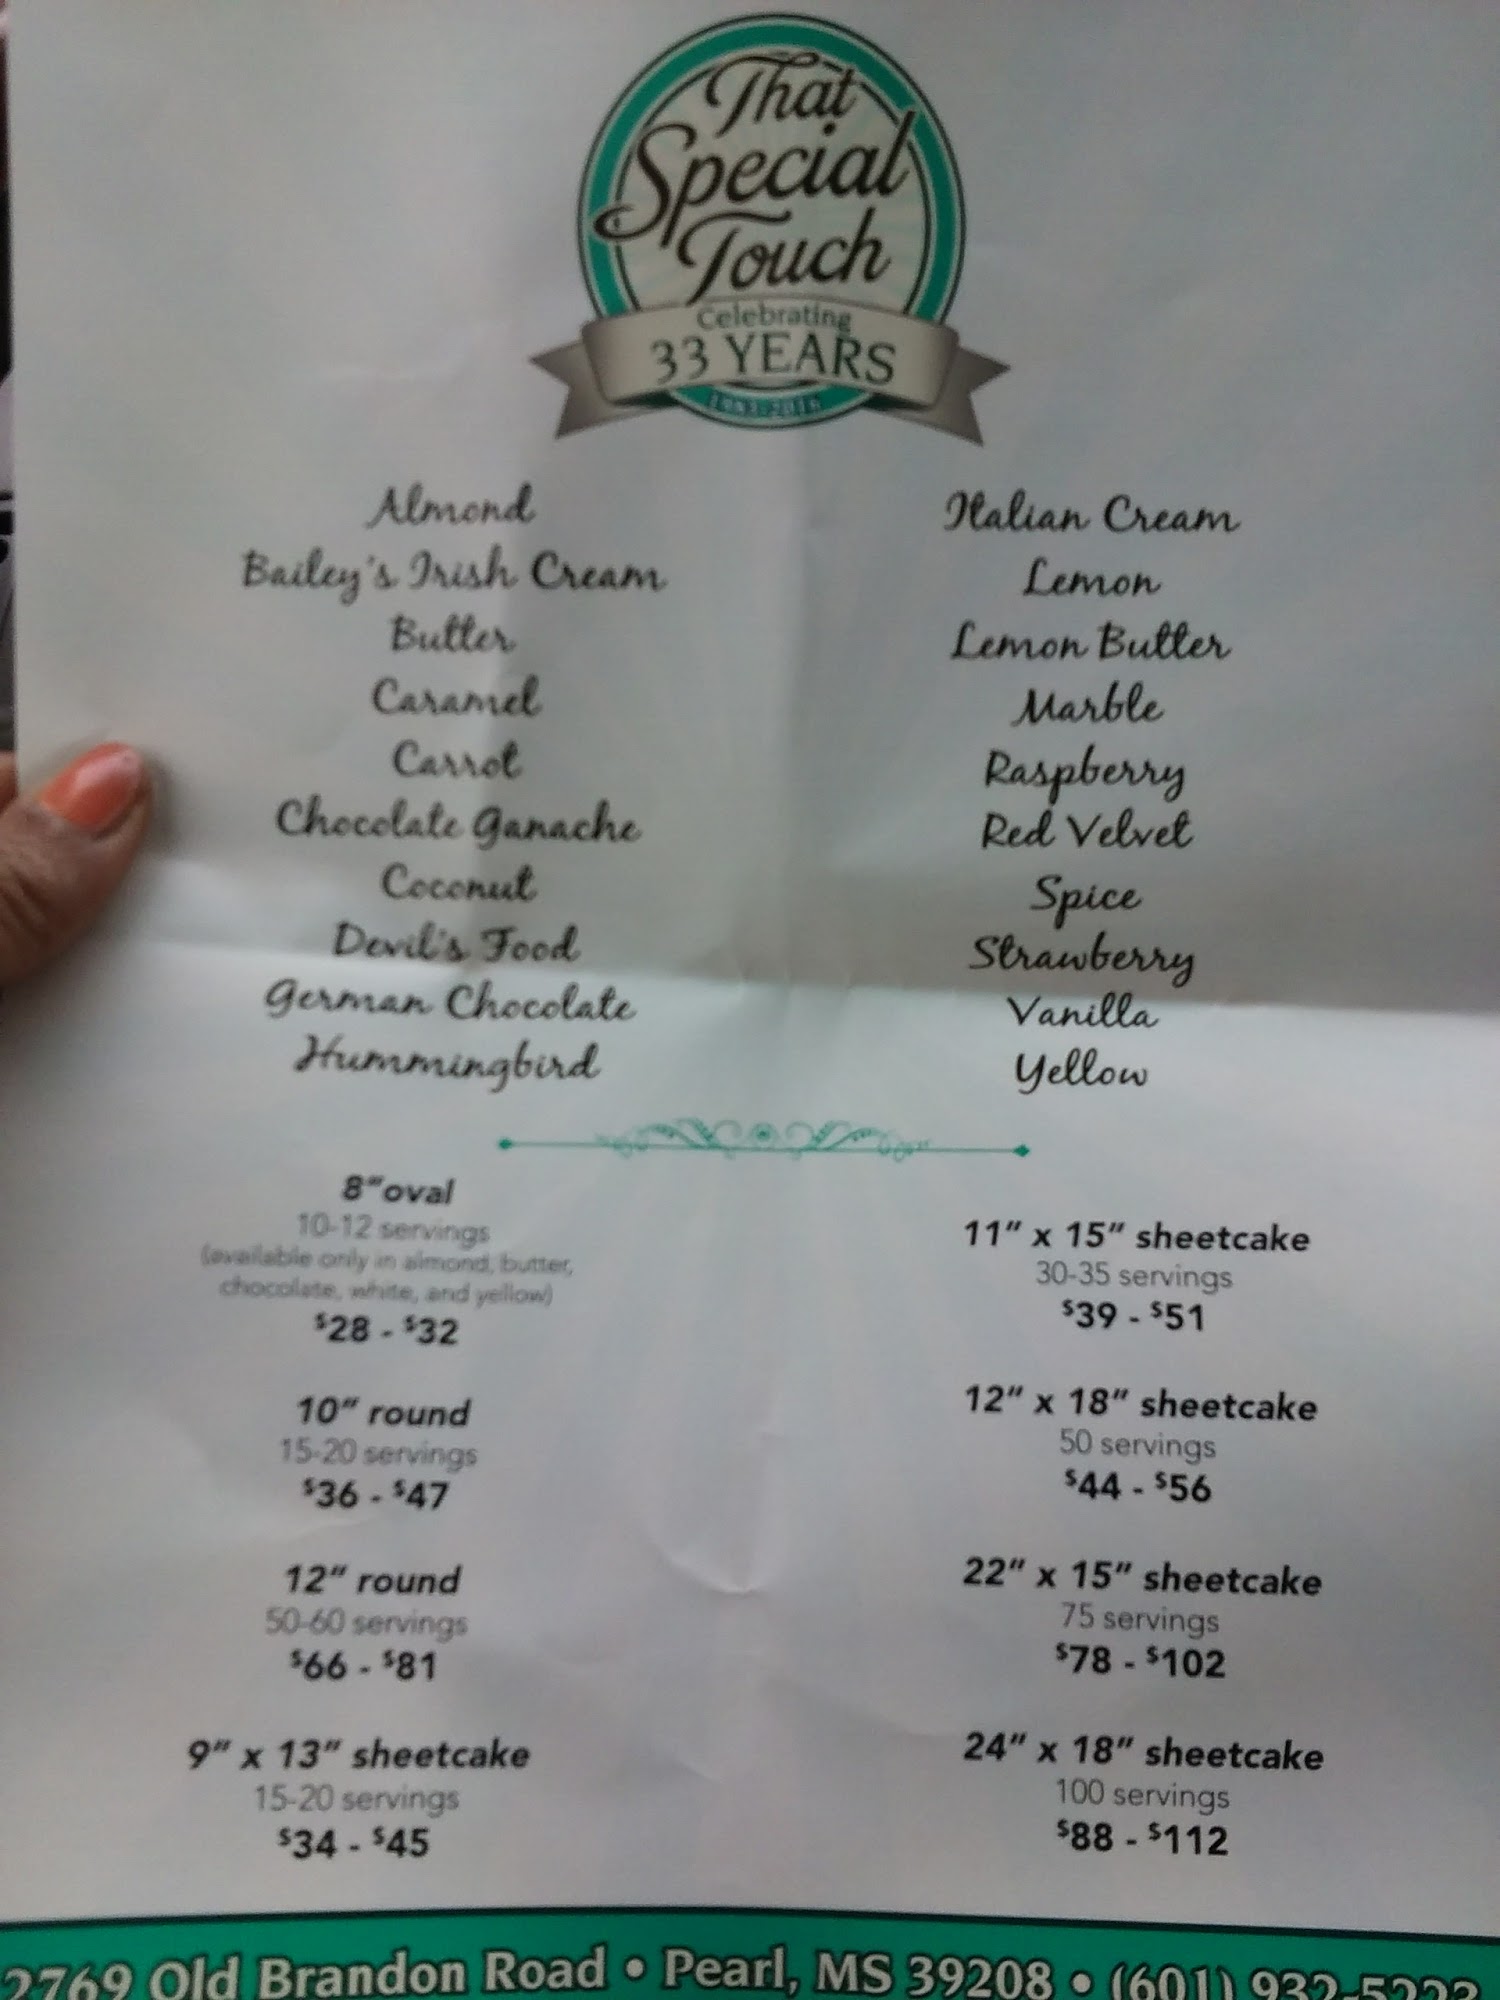 That
Special
Touch
Celebrating
33 YEARS
Almond
Bailey's Irish Cream
Butter
Caramel
Carrot
Chocolate Ganache
Coconut
Devil's Food
German Chocolate
Hummingbird
Italian Cream
Lemon
Lemon Butter
Marble
Raspberry
Red Velvet
Spice
Strawberry
Vanilla
Yellow
8" oval
10-12 servings
(available only in almond, butter,
chocolate, white, and yellow)
$28 - $32
10" round
15-20 servings
$36 - $47
12" round
50-60 servings
$66 - $81
9" x 13" sheetcake
15-20 servings
$34 - $45
11" x 15" sheetcake
30-35 servings
$39 - $51
12" x 18" sheetcake
50 servings
$44 - $56
22" x 15" sheetcake
75 servings
$78 - $102
24" x 18" sheetcake
100 servings
$88 - $112
2769 Old Brandon Road • Pearl, MS 39208 • (601) 932-5223